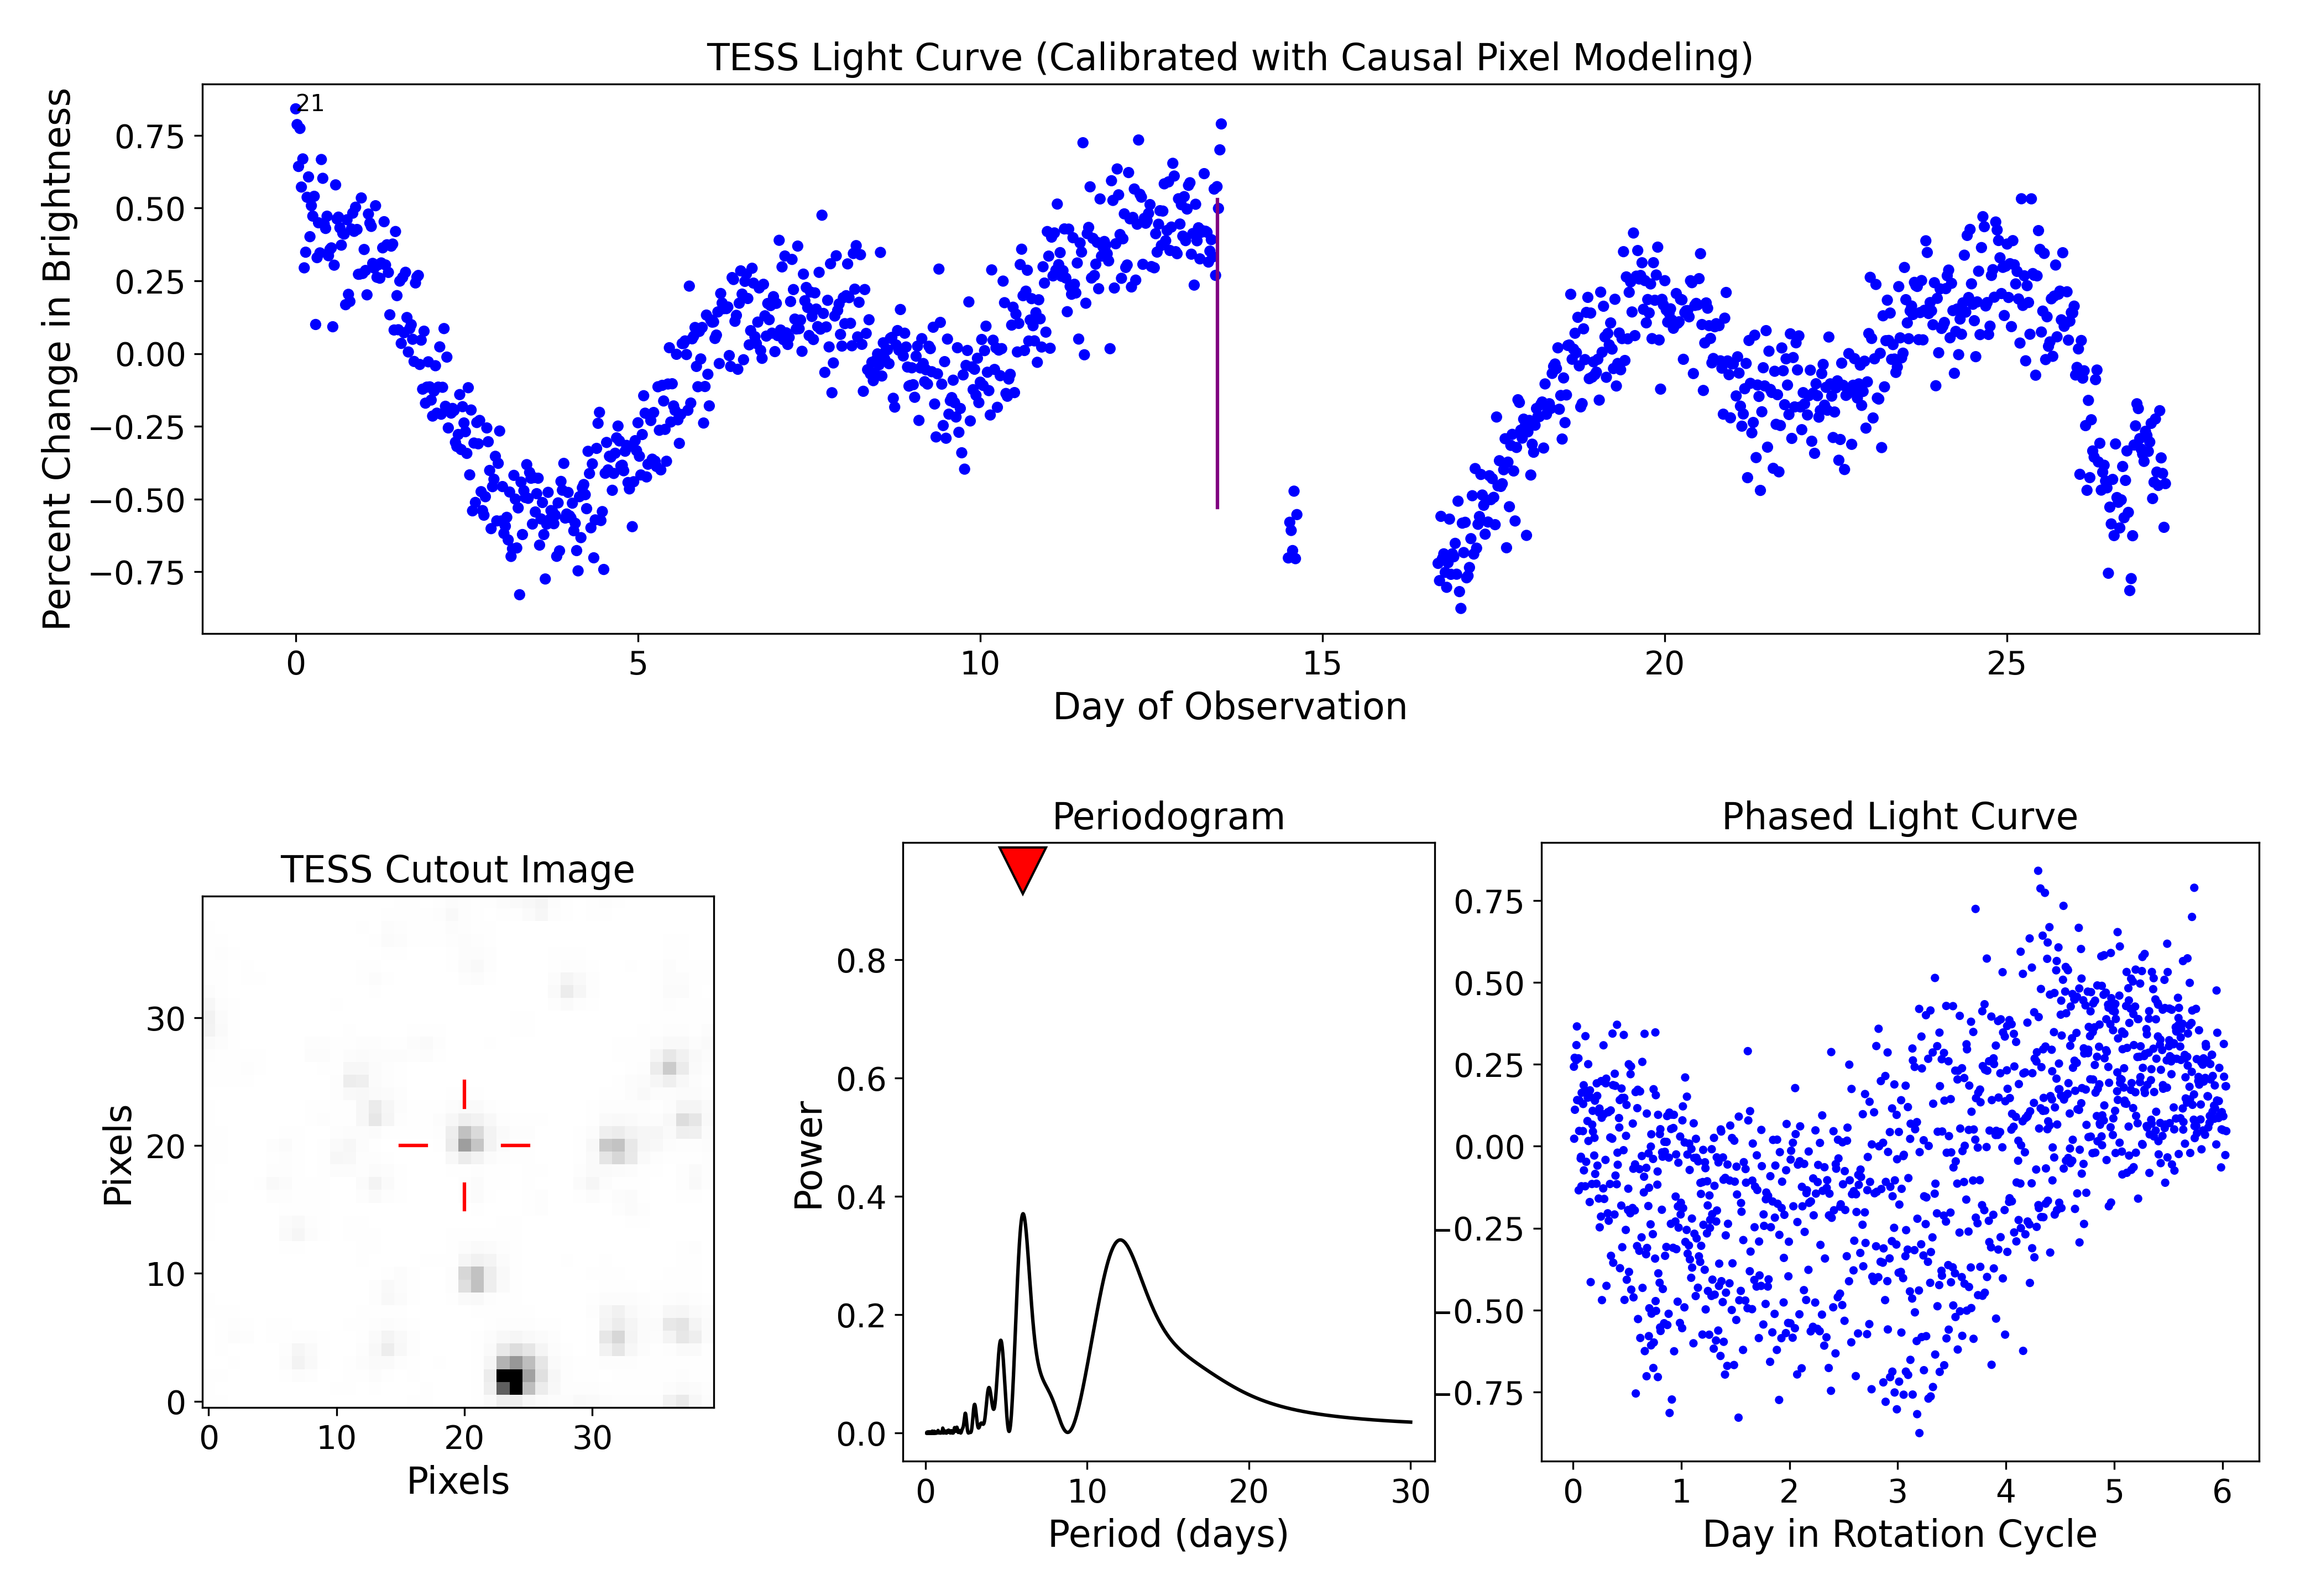 TESS Light Curve (Calibrated with Causal Pixel Modeling)
Percent Change in Brightness
21
0.75
0.50
0.25
0.00
−0.25
−0.50
−0.75
0 5 10 15 20 25
Day of Observation
TESS Cutout Image
Pixels
30
20
10
0
0 10 20 30
Pixels
Periodogram
Power
0.8
0.6
0.4
0.2
0.0
0 10 20 30
Period (days)
Phased Light Curve
0.75
0.50
0.25
0.00
−0.25
−0.50
−0.75
0 1 2 3 4 5 6
Day in Rotation Cycle